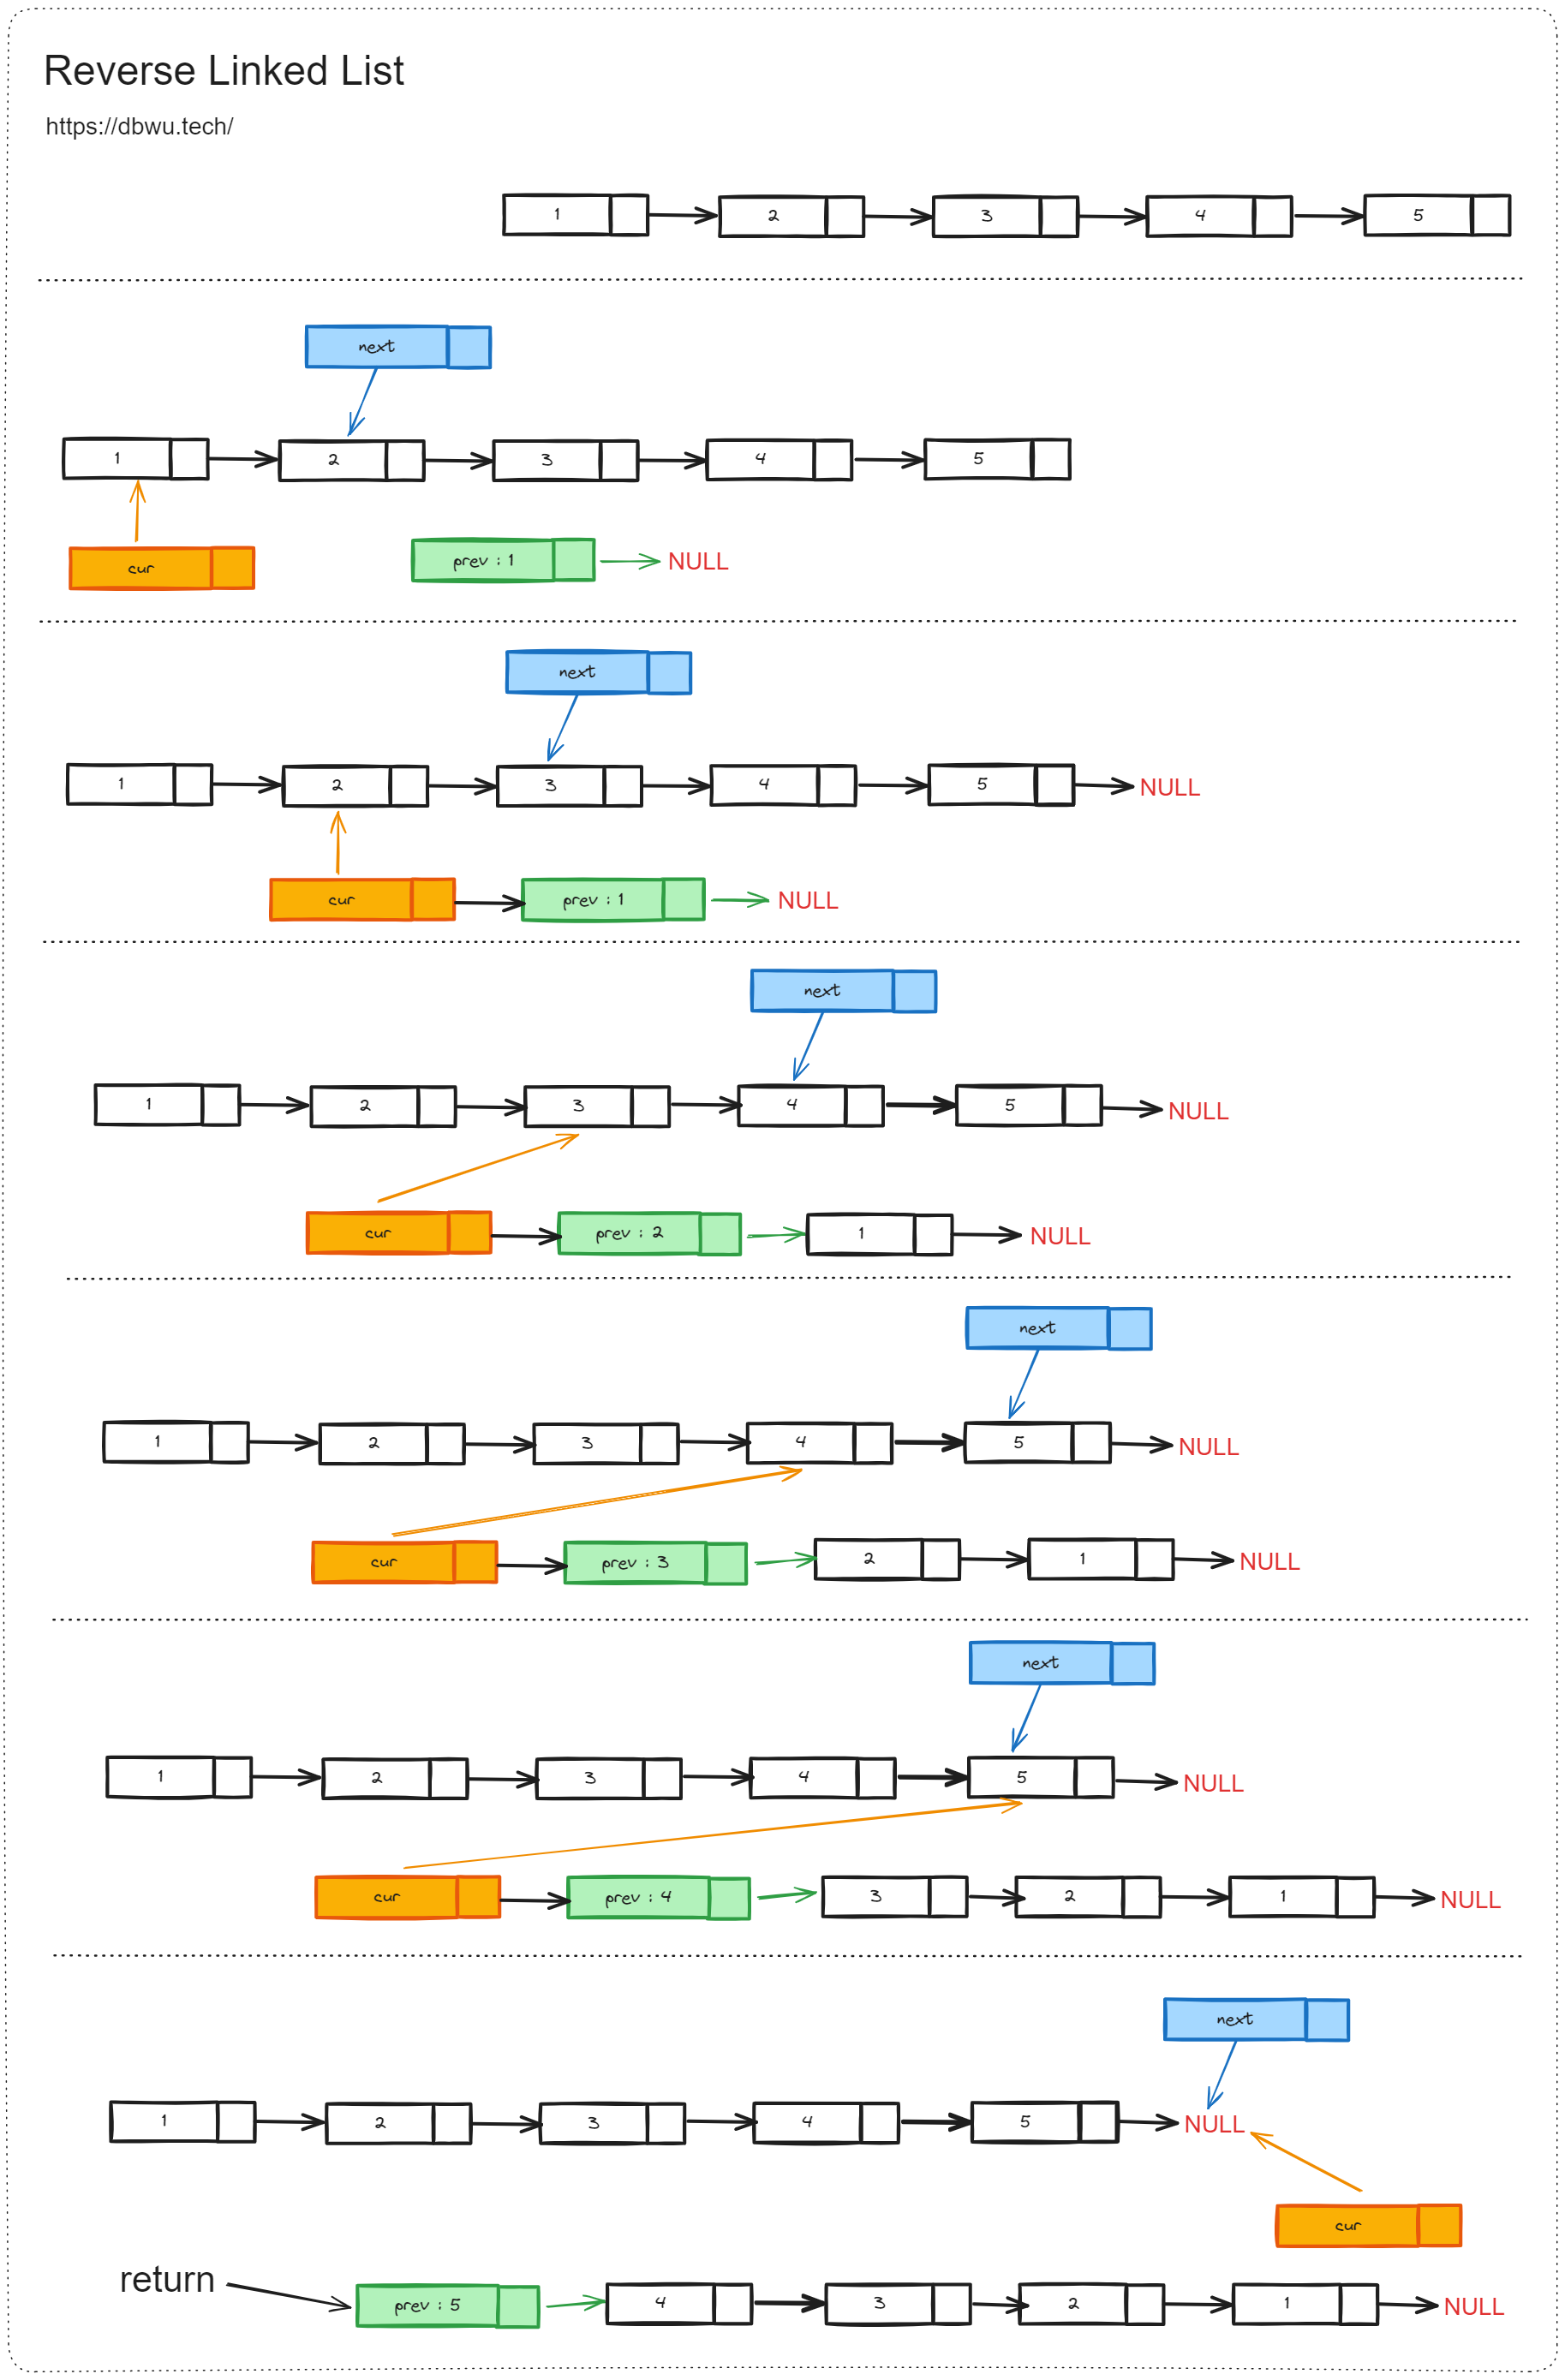 Reverse Linked List
https://dbwu.tech/
1 2 3 4 5
next
1 2 3 4 5
cur prev : 1 NULL
next
1 2 3 4 5 NULL
cur prev : 1 NULL
next
1 2 3 4 5 NULL
cur prev : 2 1 NULL
next
1 2 3 4 5 NULL
cur prev : 3 2 1 NULL
next
1 2 3 4 5 NULL
cur prev : 4 3 2 1 NULL
next
1 2 3 4 5 NULL
cur
return prev : 5 4 3 2 1 NULL